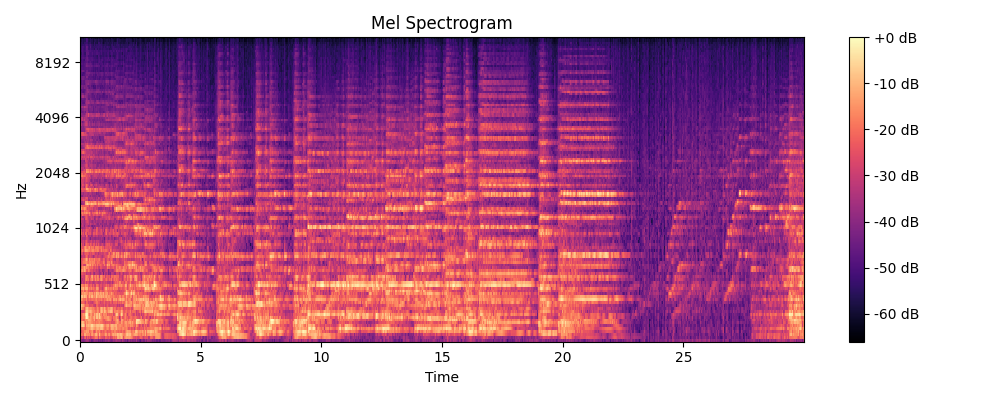 Mel Spectrogram
Hz
8192
4096
2048
1024
512
0
0 5 10 15 20 25
Time
+0 dB
-10 dB
-20 dB
-30 dB
-40 dB
-50 dB
-60 dB